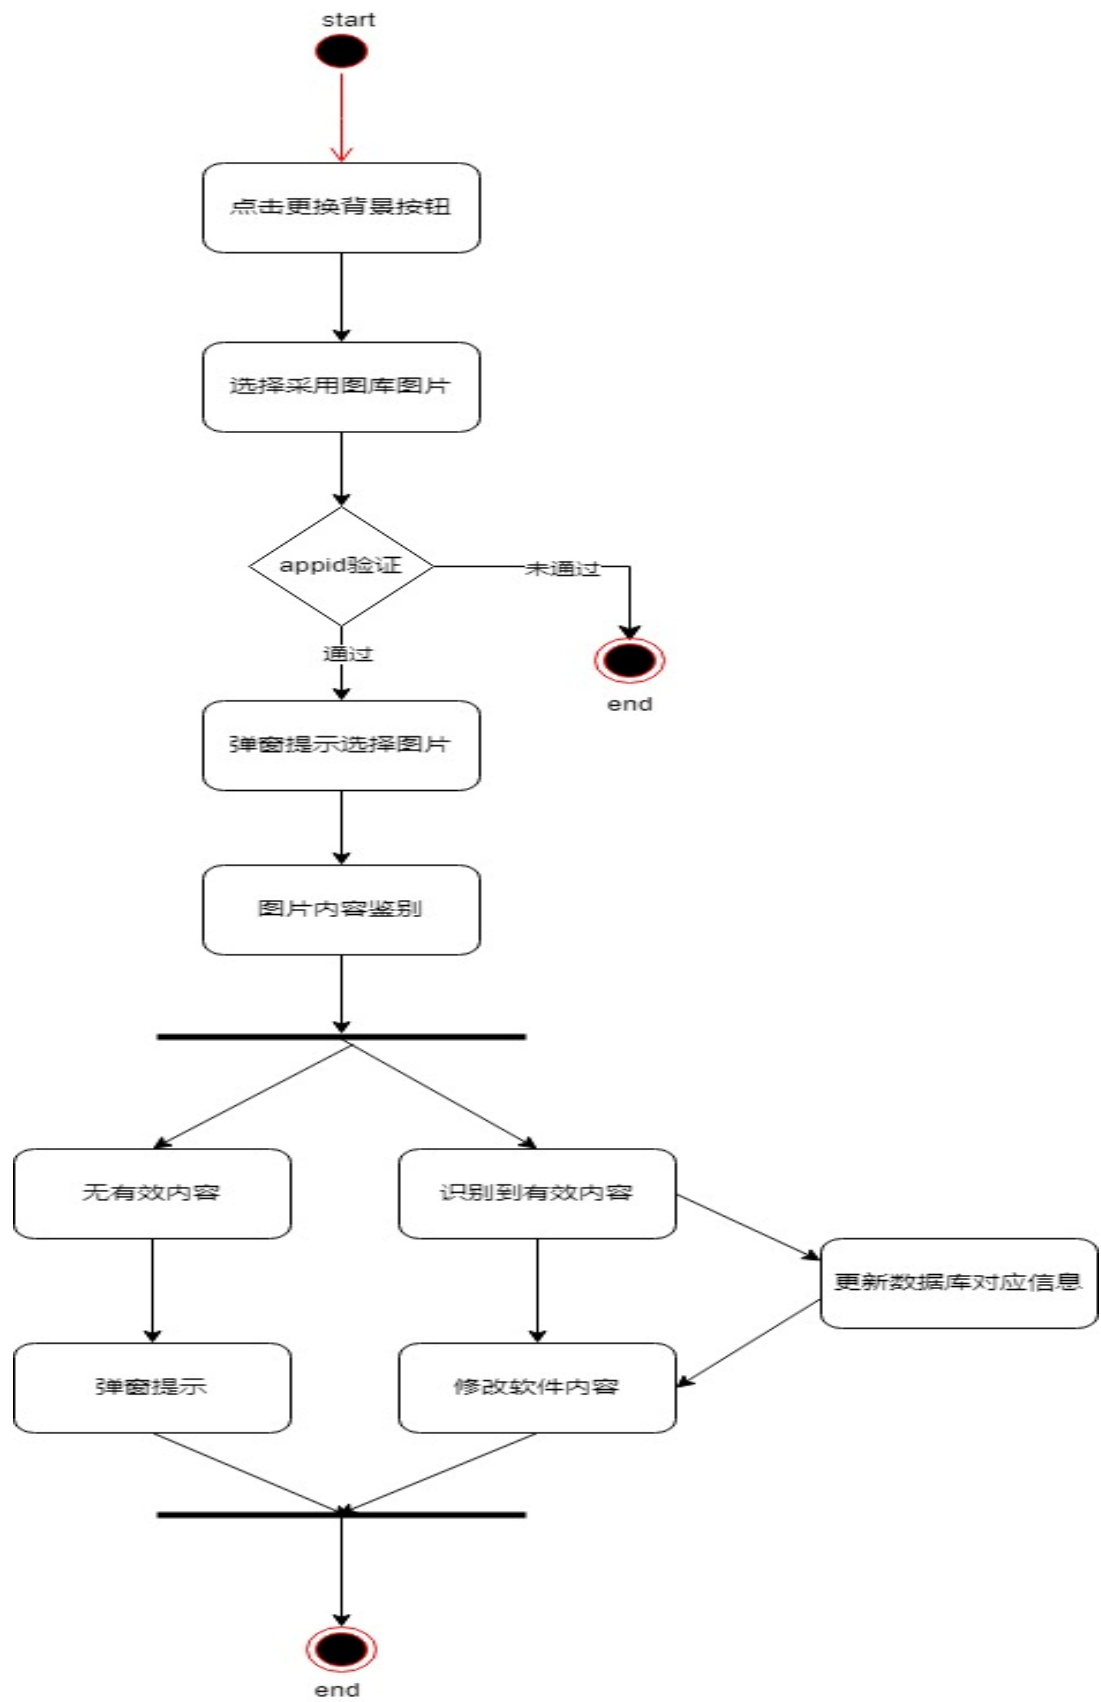 start
点击更换背景按钮
选择采用图库图片
appid验证
未通过
通过
end
弹窗提示选择图片
图片内容鉴别
无有效内容
识别到有效内容
更新数据库对应信息
弹窗提示
修改软件内容
end